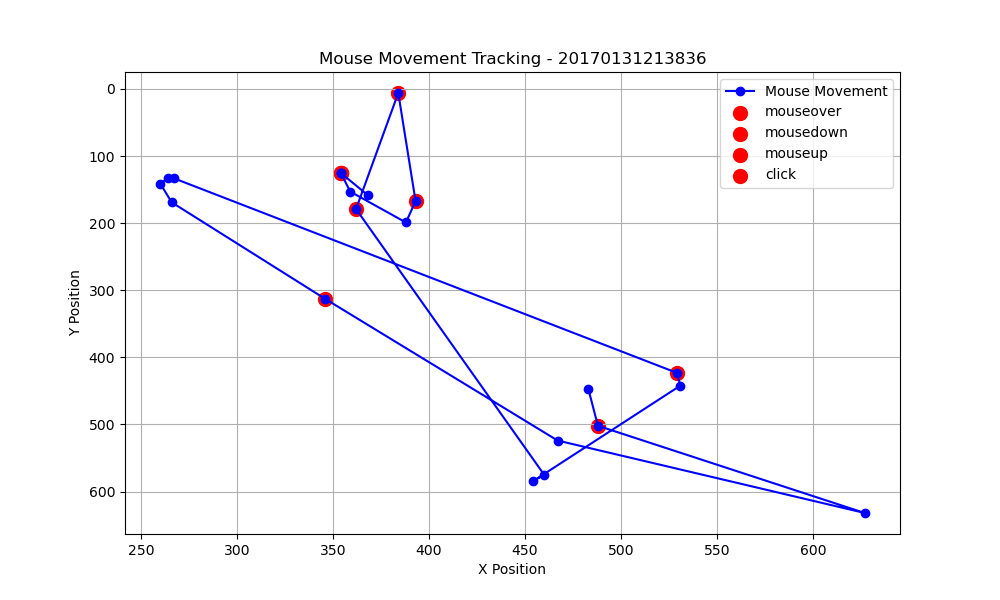 Mouse Movement Tracking - 20170131213836
Mouse Movement
mouseover
mousedown
mouseup
click
0
100
200
300
400
500
600
Y Position
250
300
350
400
450
500
550
600
X Position